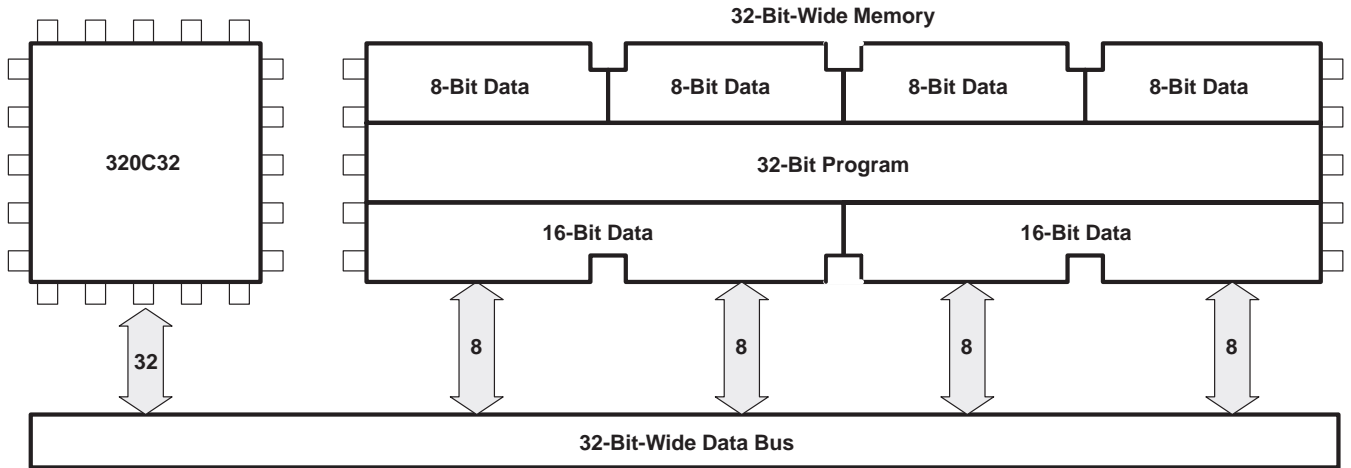 32-Bit-Wide Memory
8-Bit Data 8-Bit Data 8-Bit Data 8-Bit Data
320C32 32-Bit Program
16-Bit Data 16-Bit Data
32 8 8 8 8
32-Bit-Wide Data Bus